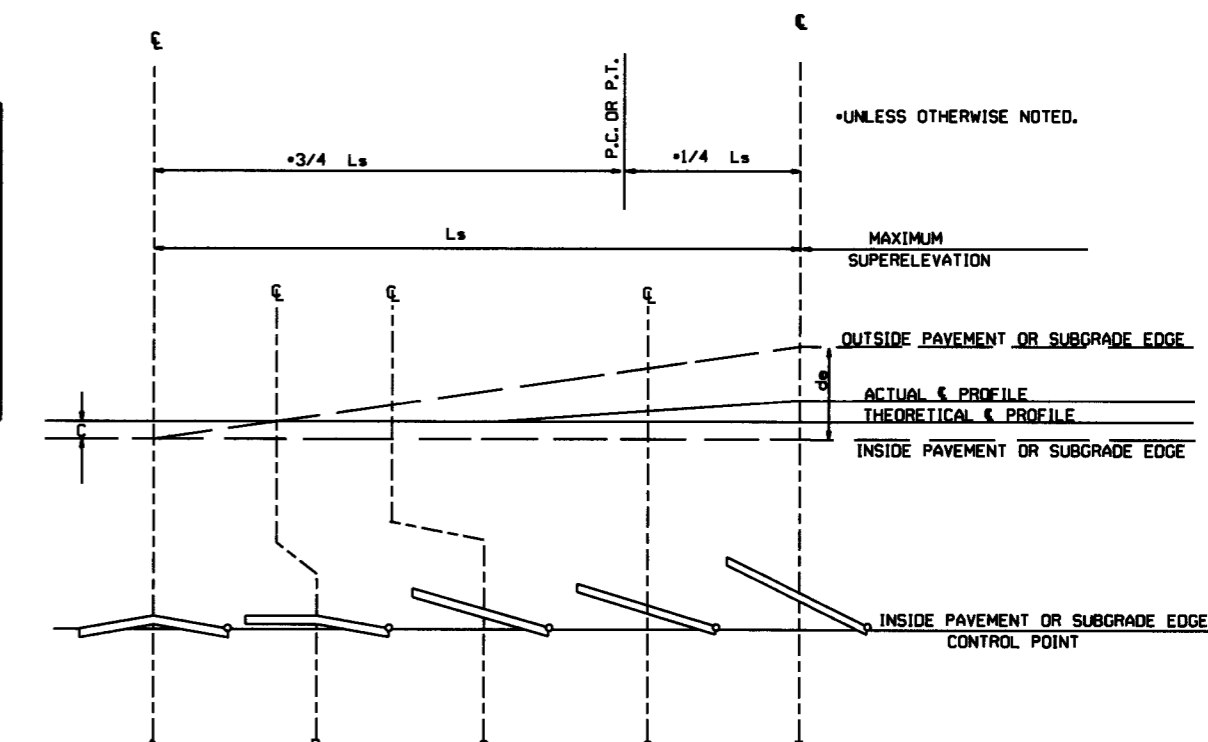 ℄
℄
P.C. OR P.T.
*UNLESS OTHERWISE NOTED.
*3/4 Ls
*1/4 Ls
Ls
MAXIMUM
SUPERELEVATION
℄
℄
℄
OUTSIDE PAVEMENT OR SUBGRADE EDGE
de
ACTUAL ℄ PROFILE
THEORETICAL ℄ PROFILE
C
INSIDE PAVEMENT OR SUBGRADE EDGE
INSIDE PAVEMENT OR SUBGRADE EDGE
CONTROL POINT